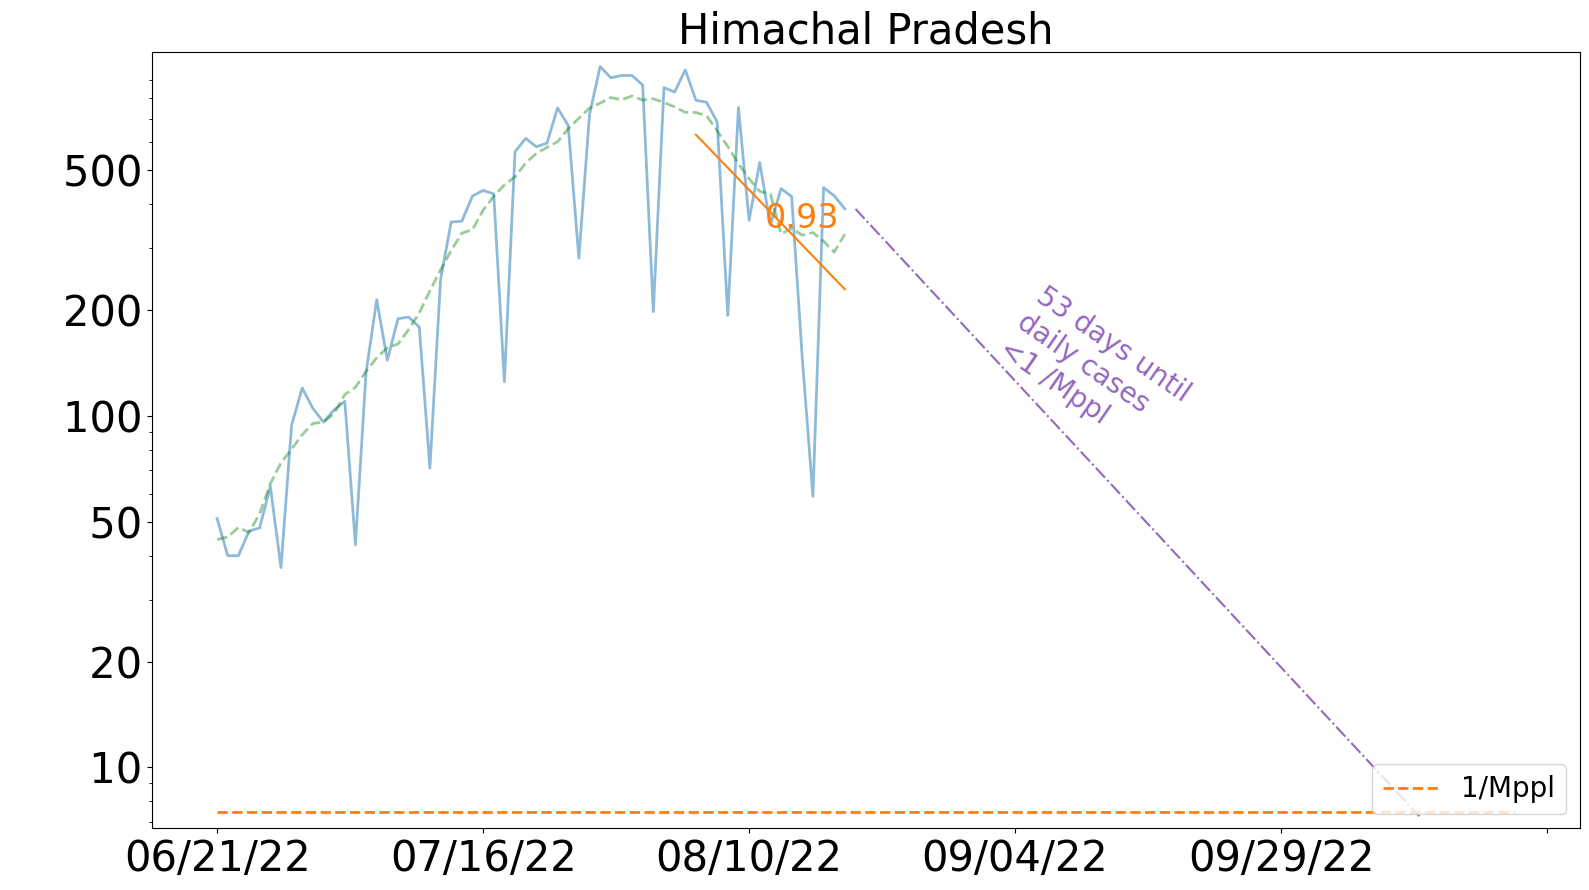 Himachal Pradesh
500
200
100
50
20
10
0.93
53 days until
daily cases
<1 /Mppl
1/Mppl
06/21/22
07/16/22
08/10/22
09/04/22
09/29/22